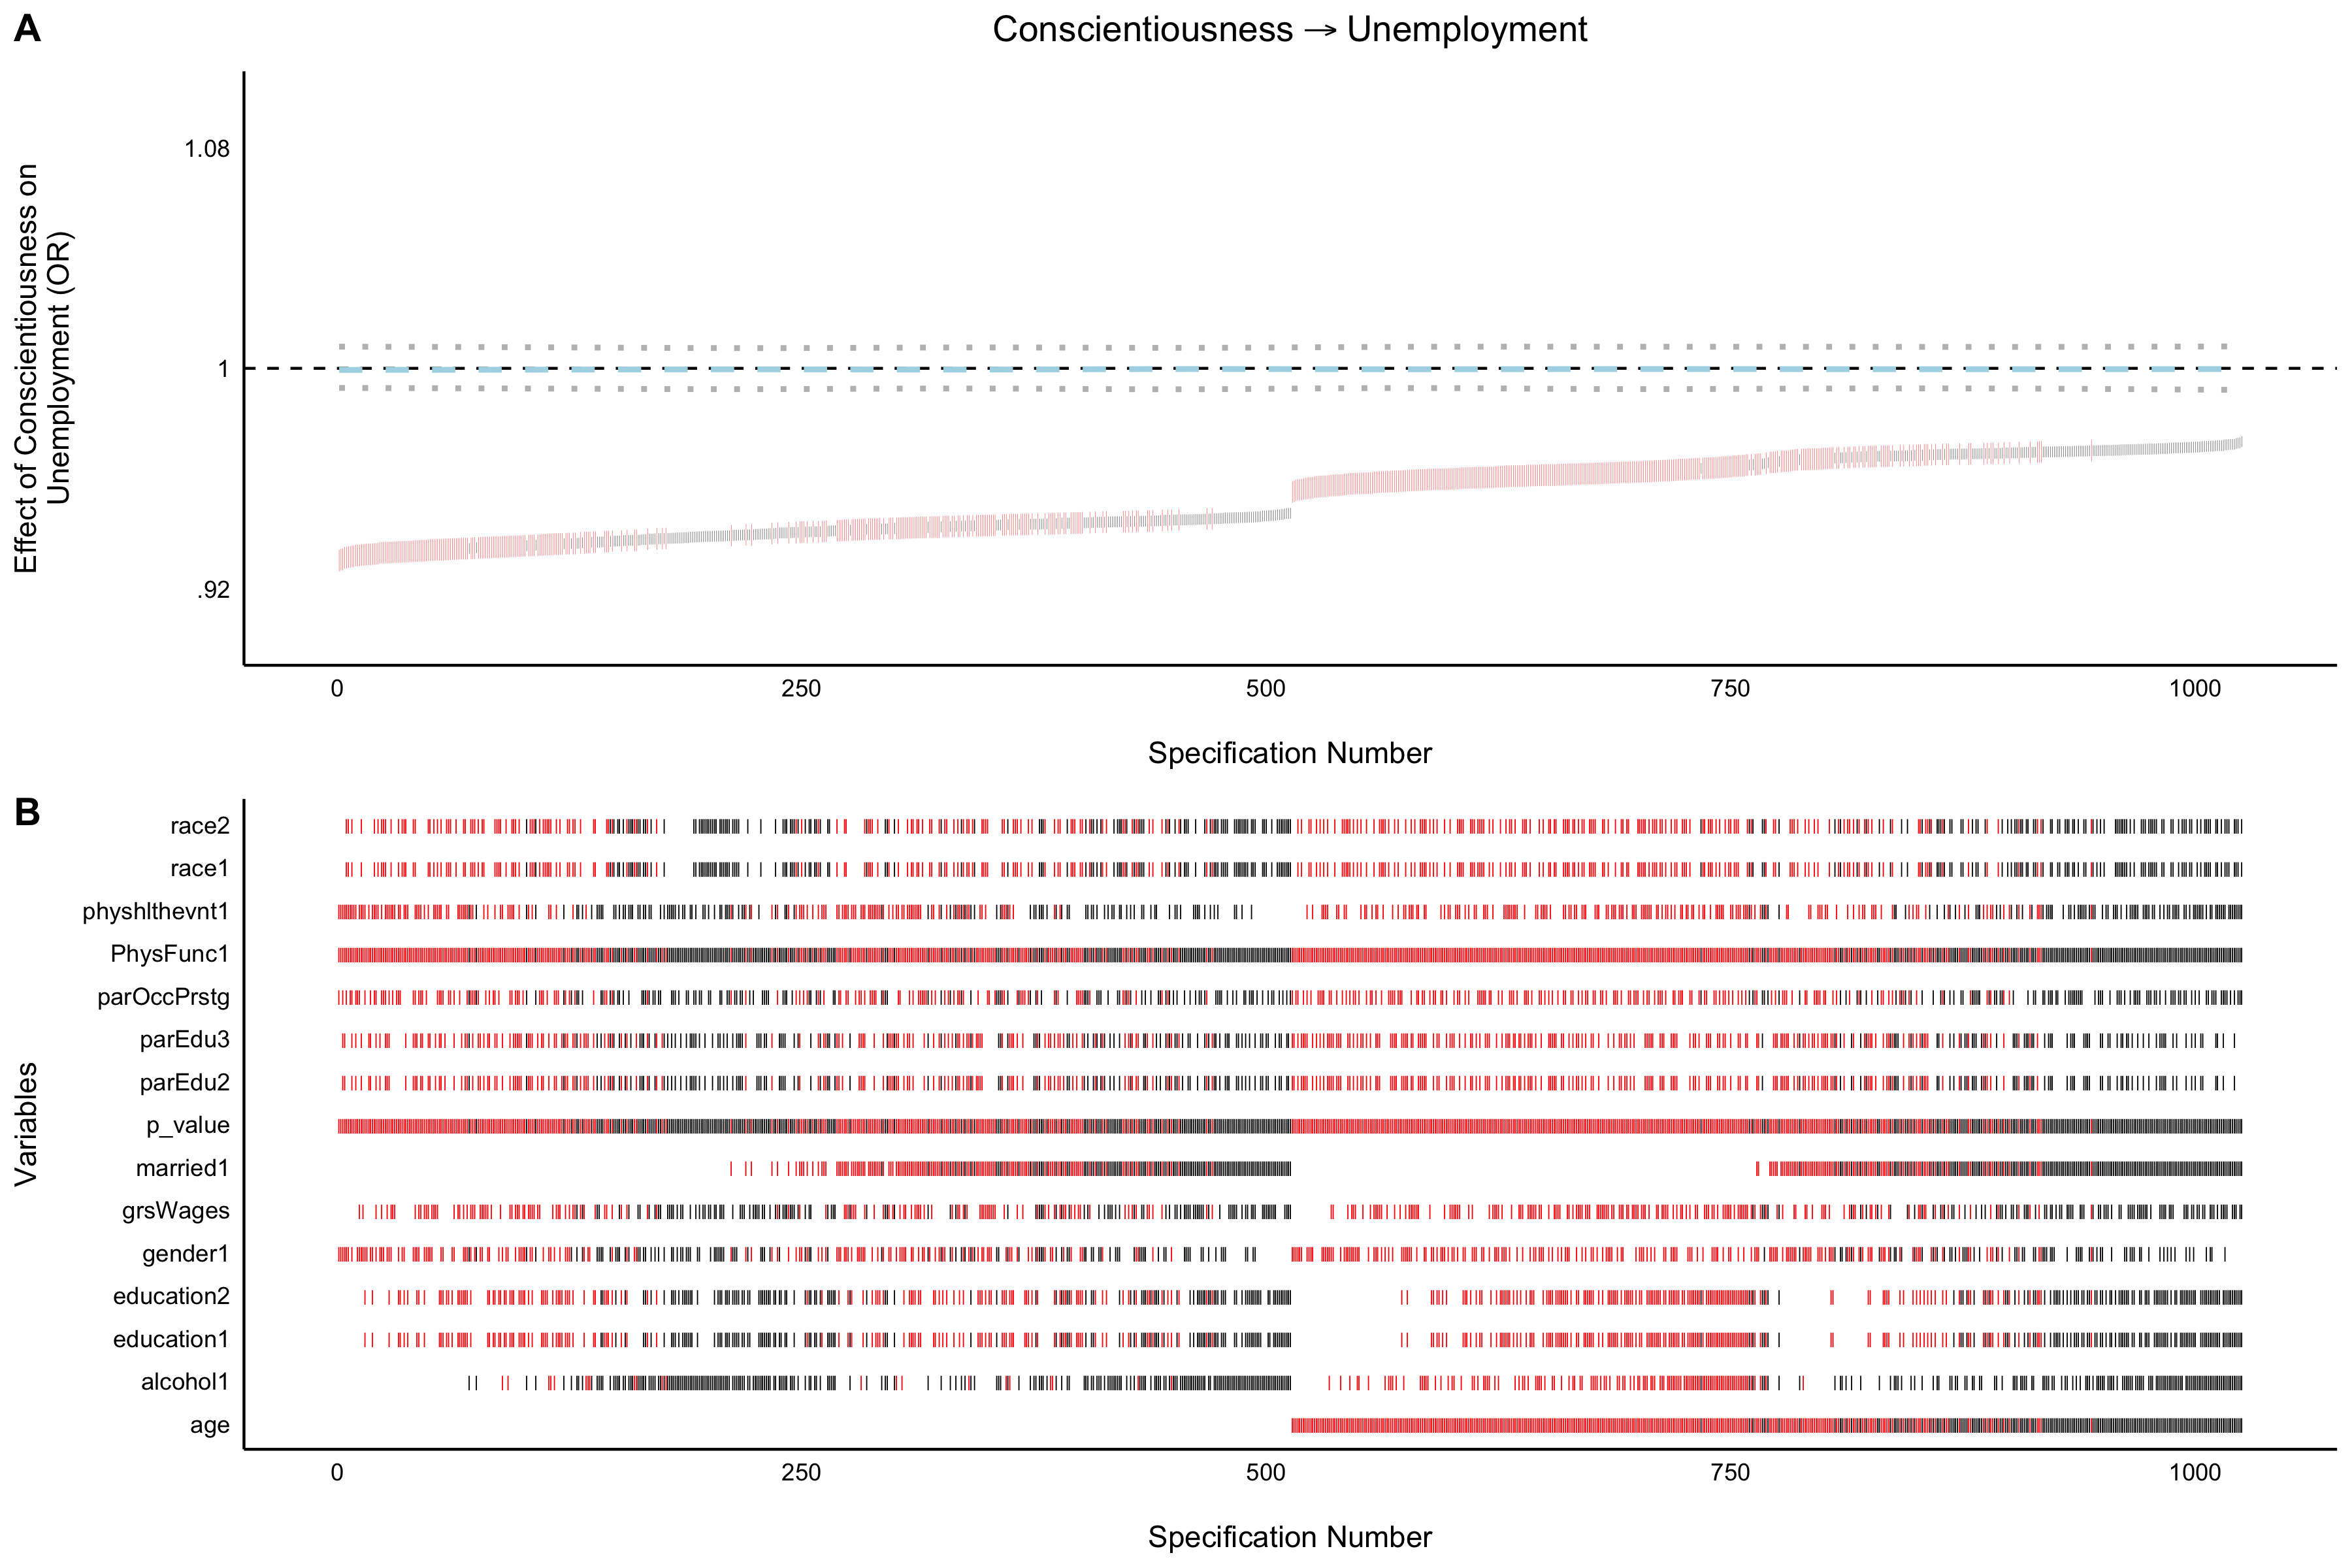 A
Conscientiousness → Unemployment
Effect of Conscientiousness on
Unemployment (OR)
1.08
1
.92
0 250 500 750 1000
Specification Number
B
Variables
race2
race1
physhlthevnt1
PhysFunc1
parOccPrstg
parEdu3
parEdu2
p_value
married1
grsWages
gender1
education2
education1
alcohol1
age
0 250 500 750 1000
Specification Number